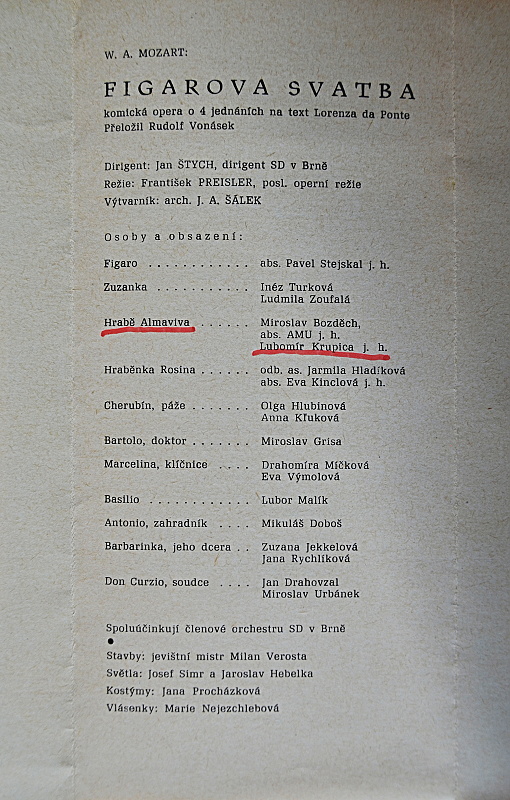 W. A. MOZART:
FIGAROVA SVATBA
komická opera o 4 jednáních na text Lorenza da Ponte
Přeložil Rudolf Vonásek
Dirigent: Jan ŠTYCH, dirigent SD v Brně
Režie: František PREISLER, posl. operní režie
Výtvarník: arch. J. A. ŠÁLEK
Osoby a obsazení:
Figaro . . . . . . . . . . . . abs. Pavel Stejskal j. h.
Zuzanka . . . . . . . . . . . Inéz Turková
Ludmila Zoufalá
Hrabě Almaviva . . . . . . Miroslav Bozděch,
abs. AMU j. h.
Lubomír Krupica j. h.
Hraběnka Rosina . . . . . . odb. as. Jarmila Hladíková
abs. Eva Kinclová j. h.
Cherubín, páže . . . . . . . Olga Hlubinová
Anna Kľuková
Bartolo, doktor . . . . . . . Miroslav Grisa
Marcelina, klíčnice . . . . Drahomíra Míčková
Eva Výmolová
Basilio . . . . . . . . . . . . Lubor Malík
Antonio, zahradník . . . . Mikuláš Doboš
Barbarinka, jeho dcera . . Zuzana Jekkelová
Jana Rychlíková
Don Curzio, soudce . . . . Jan Drahovzal
Miroslav Urbánek
Spoluúčinkují členové orchestru SD v Brně
●
Stavby: jevištní mistr Milan Verosta
Světla: Josef Simr a Jaroslav Hebelka
Kostýmy: Jana Procházková
Vlásenky: Marie Nejezchlebová